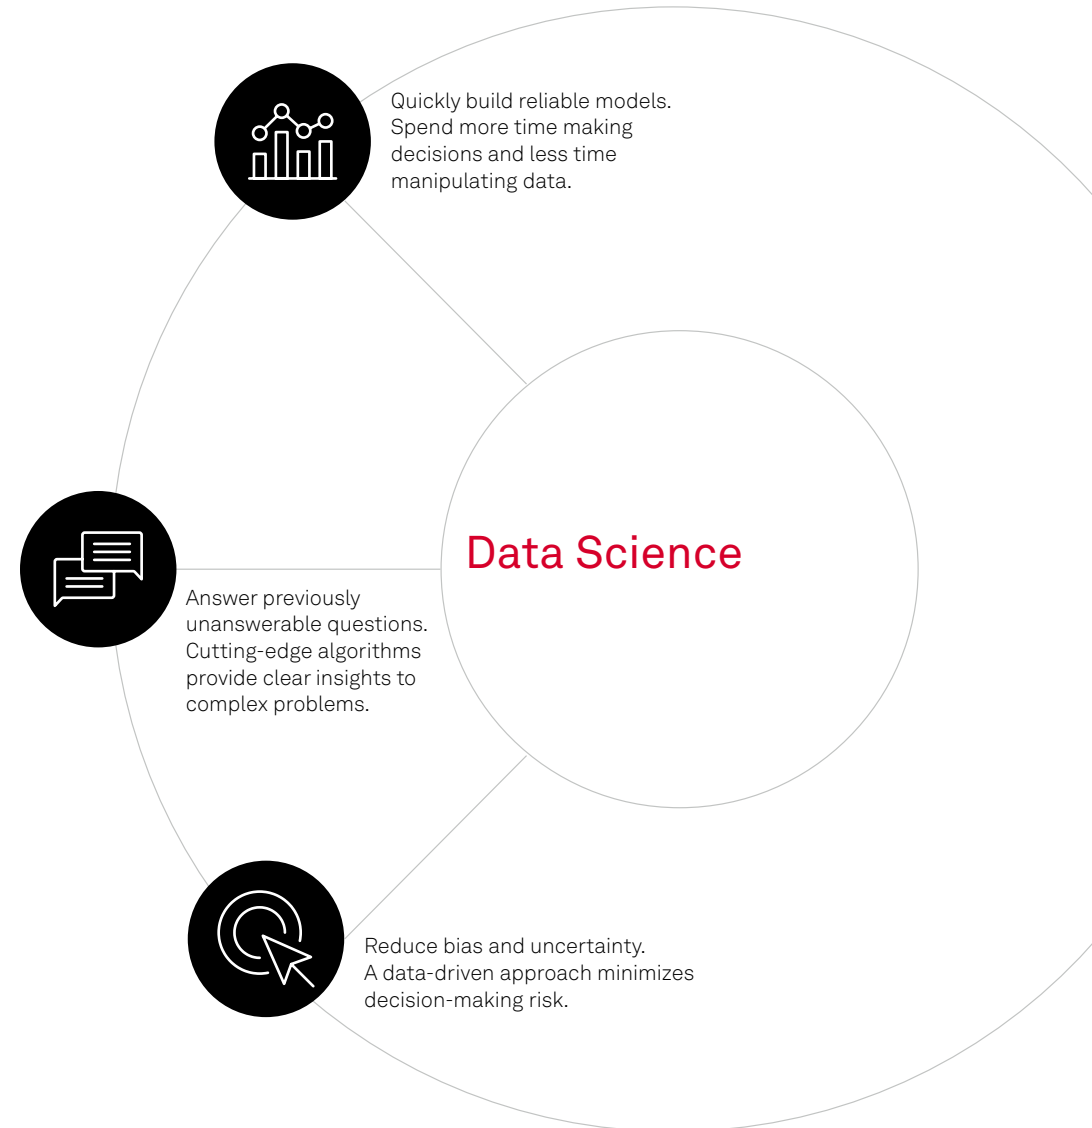 Quickly build reliable models.
Spend more time making
decisions and less time
manipulating data.
Data Science
Answer previously
unanswerable questions.
Cutting-edge algorithms
provide clear insights to
complex problems.
Reduce bias and uncertainty.
A data-driven approach minimizes
decision-making risk.